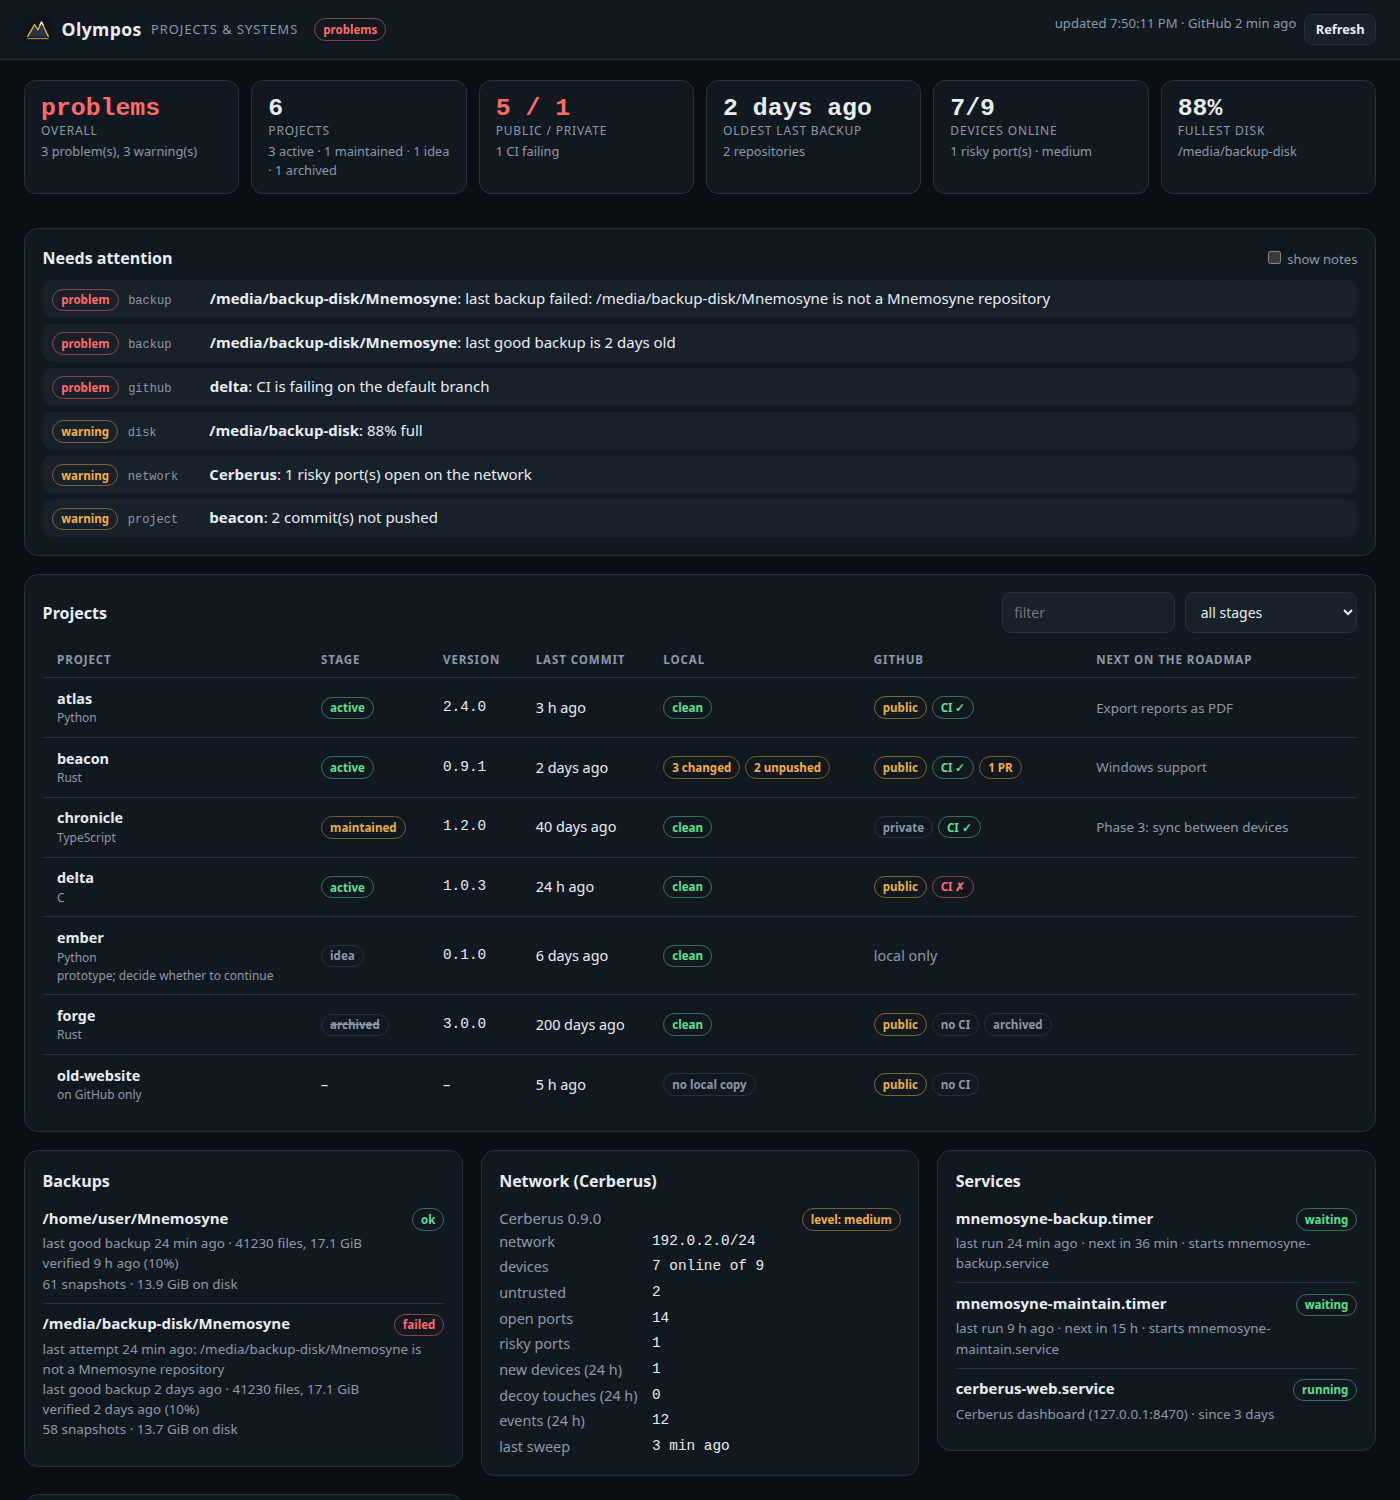 Olympos PROJECTS & SYSTEMS problems
updated 7:50:11 PM · GitHub 2 min ago Refresh
problems
OVERALL
3 problem(s), 3 warning(s)
6
PROJECTS
3 active · 1 maintained · 1 idea
· 1 archived
5 / 1
PUBLIC / PRIVATE
1 CI failing
2 days ago
OLDEST LAST BACKUP
2 repositories
7/9
DEVICES ONLINE
1 risky port(s) · medium
88%
FULLEST DISK
/media/backup-disk
Needs attention show notes
problem backup /media/backup-disk/Mnemosyne: last backup failed: /media/backup-disk/Mnemosyne is not a Mnemosyne repository
problem backup /media/backup-disk/Mnemosyne: last good backup is 2 days old
problem github delta: CI is failing on the default branch
warning disk /media/backup-disk: 88% full
warning network Cerberus: 1 risky port(s) open on the network
warning project beacon: 2 commit(s) not pushed
Projects filter all stages
PROJECT STAGE VERSION LAST COMMIT LOCAL GITHUB NEXT ON THE ROADMAP
atlas
Python
active 2.4.0 3 h ago clean public CI ✓ Export reports as PDF
beacon
Rust
active 0.9.1 2 days ago 3 changed 2 unpushed public CI ✓ 1 PR Windows support
chronicle
TypeScript
maintained 1.2.0 40 days ago clean private CI ✓ Phase 3: sync between devices
delta
C
active 1.0.3 24 h ago clean public CI ✗
ember
Python
prototype; decide whether to continue
idea 0.1.0 6 days ago clean local only
forge
Rust
archived 3.0.0 200 days ago clean public no CI archived
old-website
on GitHub only
– – 5 h ago no local copy public no CI
Backups
/home/user/Mnemosyne ok
last good backup 24 min ago · 41230 files, 17.1 GiB
verified 9 h ago (10%)
61 snapshots · 13.9 GiB on disk
/media/backup-disk/Mnemosyne failed
last attempt 24 min ago: /media/backup-disk/Mnemosyne is
not a Mnemosyne repository
last good backup 2 days ago · 41230 files, 17.1 GiB
verified 2 days ago (10%)
58 snapshots · 13.7 GiB on disk
Network (Cerberus)
Cerberus 0.9.0 level: medium
network 192.0.2.0/24
devices 7 online of 9
untrusted 2
open ports 14
risky ports 1
new devices (24 h) 1
decoy touches (24 h) 0
events (24 h) 12
last sweep 3 min ago
Services
mnemosyne-backup.timer waiting
last run 24 min ago · next in 36 min · starts mnemosyne-
backup.service
mnemosyne-maintain.timer waiting
last run 9 h ago · next in 15 h · starts mnemosyne-
maintain.service
cerberus-web.service running
Cerberus dashboard (127.0.0.1:8470) · since 3 days